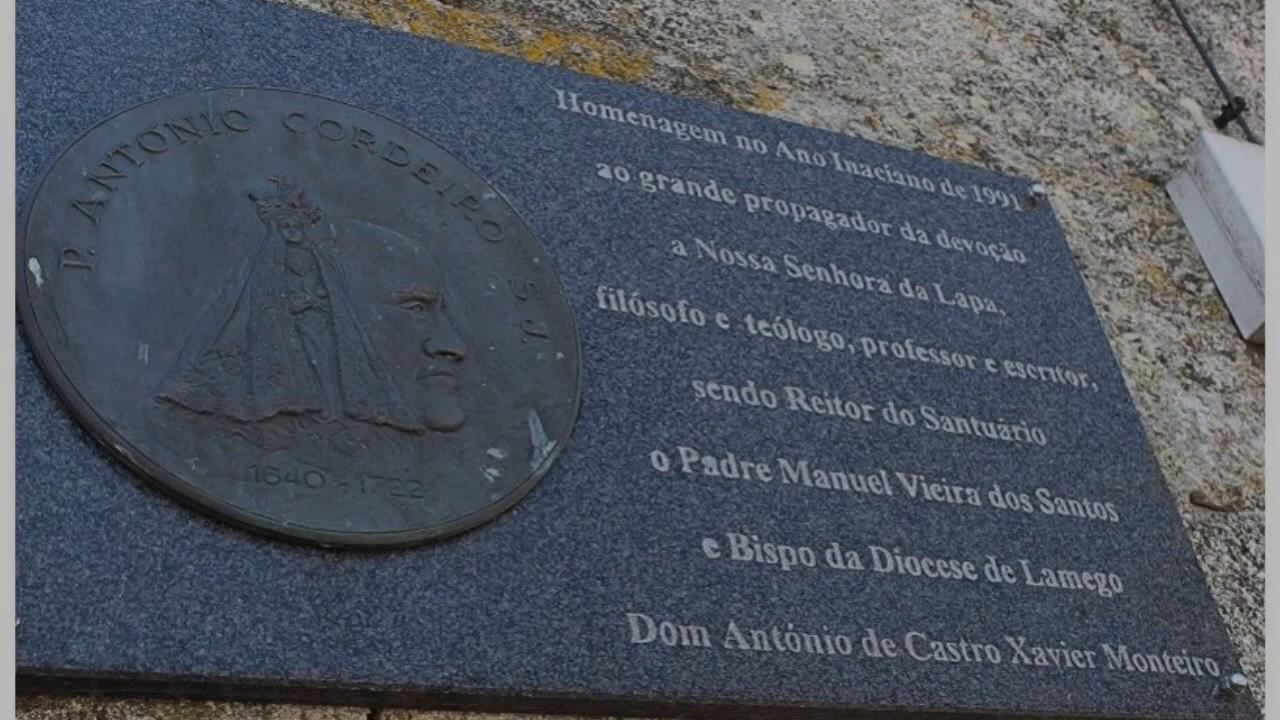 P. ANTÓNIO CORDEIRO S.J.
1640 - 1722
Homenagem no Ano Inaciano de 1991
ao grande propagador da devoção
a Nossa Senhora da Lapa,
filósofo e teólogo, professor e escritor,
sendo Reitor do Santuário
o Padre Manuel Vieira dos Santos
e Bispo da Diocese de Lamego
Dom António de Castro Xavier Monteiro